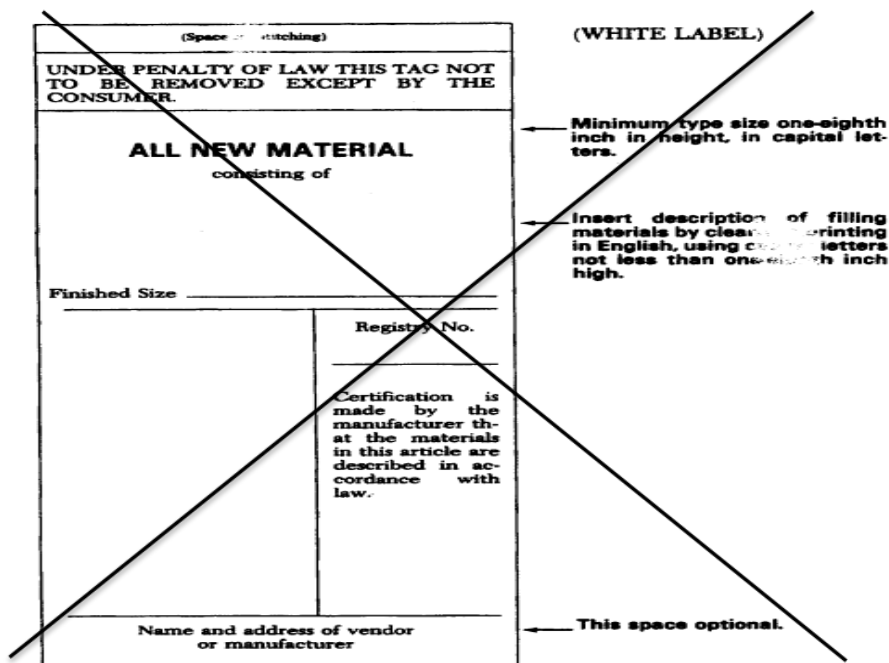 (Space stitching)
(WHITE LABEL)
UNDER PENALTY OF LAW THIS TAG NOT
TO BE REMOVED EXCEPT BY THE
CONSUMER.
Minimum type size one-eighth
inch in height, in capital let-
ters.
ALL NEW MATERIAL
consisting of
Insert description of filling
materials by clear printing
in English, using letters
not less than one-eighth inch
high.
Finished Size
Registry No.
Certification is
made by the
manufacturer th-
at the materials
in this article are
described in ac-
cordance with
law.
Name and address of vendor
or manufacturer
This space optional.